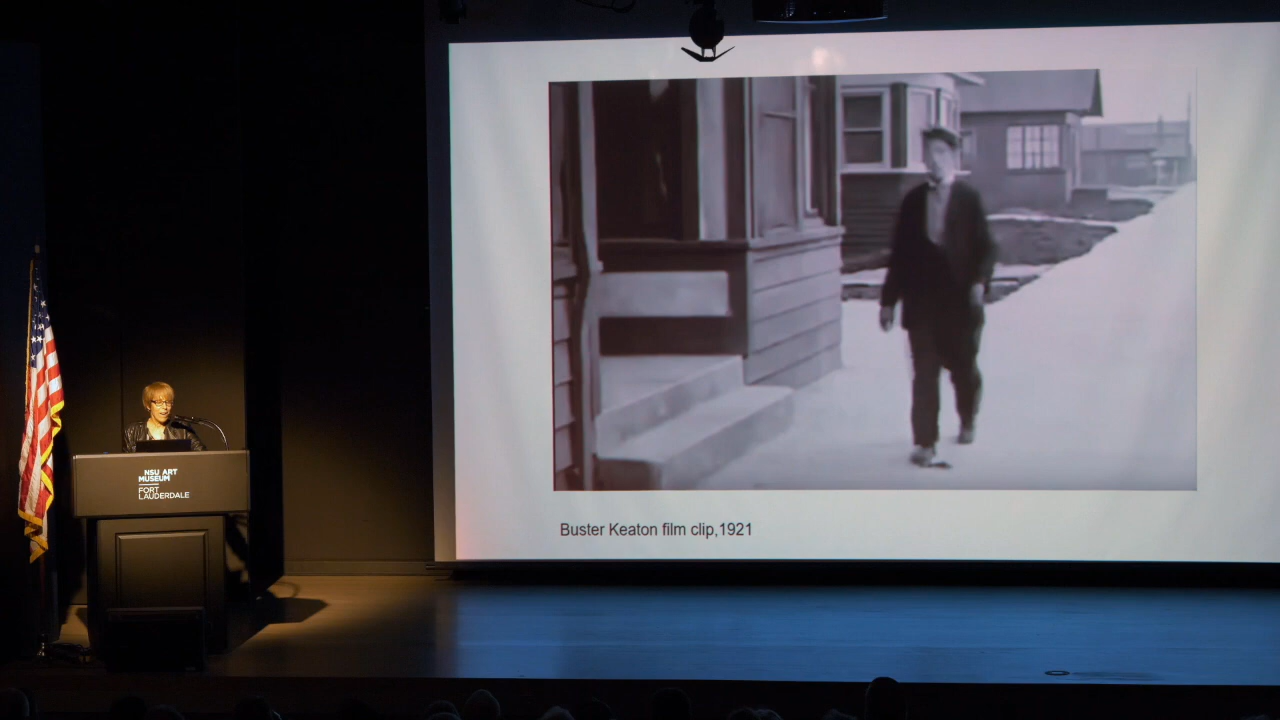 NSU ART
MUSEUM
FORT
LAUDERDALE
Buster Keaton film clip,1921